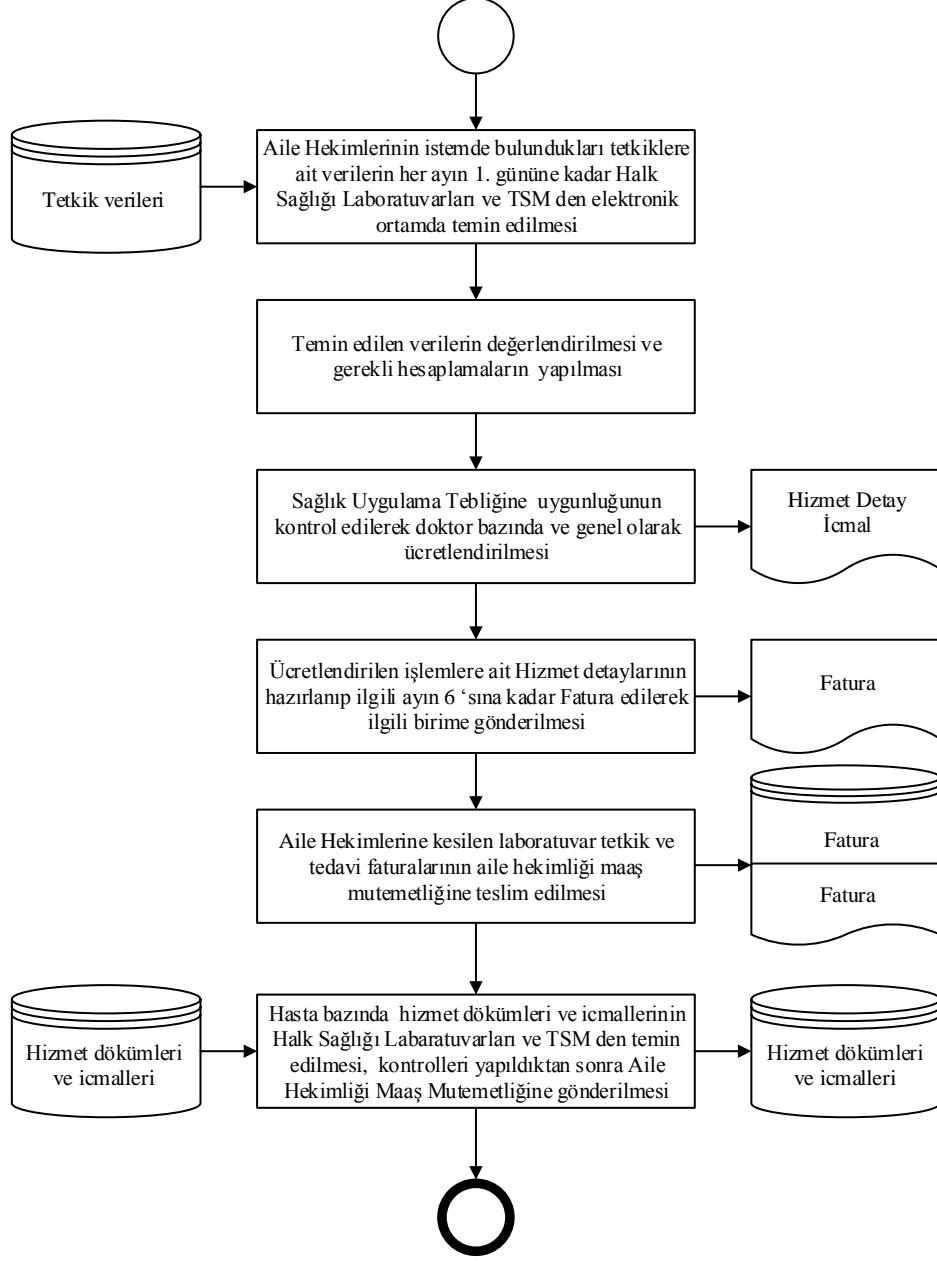 Aile Hekimlerinin istemde bulundukları tetkiklere
ait verilerin her ayın 1. gününe kadar Halk
Sağlığı Laboratuvarları ve TSM den elektronik
ortamda temin edilmesi
Tetkik verileri
Temin edilen verilerin değerlendirilmesi ve
gerekli hesaplamaların yapılması
Sağlık Uygulama Tebliğine uygunluğunun
kontrol edilerek doktor bazında ve genel olarak
ücretlendirilmesi
Hizmet Detay
İcmal
Ücretlendirilen işlemlere ait Hizmet detaylarının
hazırlanıp ilgili ayın 6 ‘sına kadar Fatura edilerek
ilgili birime gönderilmesi
Fatura
Aile Hekimlerine kesilen laboratuvar tetkik ve
tedavi faturalarının aile hekimliği maaş
mutemetliğine teslim edilmesi
Fatura
Fatura
Hizmet dökümleri
ve icmalleri
Hasta bazında hizmet dökümleri ve icmallerinin
Halk Sağlığı Labaratuvarları ve TSM den temin
edilmesi, kontrolleri yapıldıktan sonra Aile
Hekimliği Maaş Mutemetliğine gönderilmesi
Hizmet dökümleri
ve icmalleri